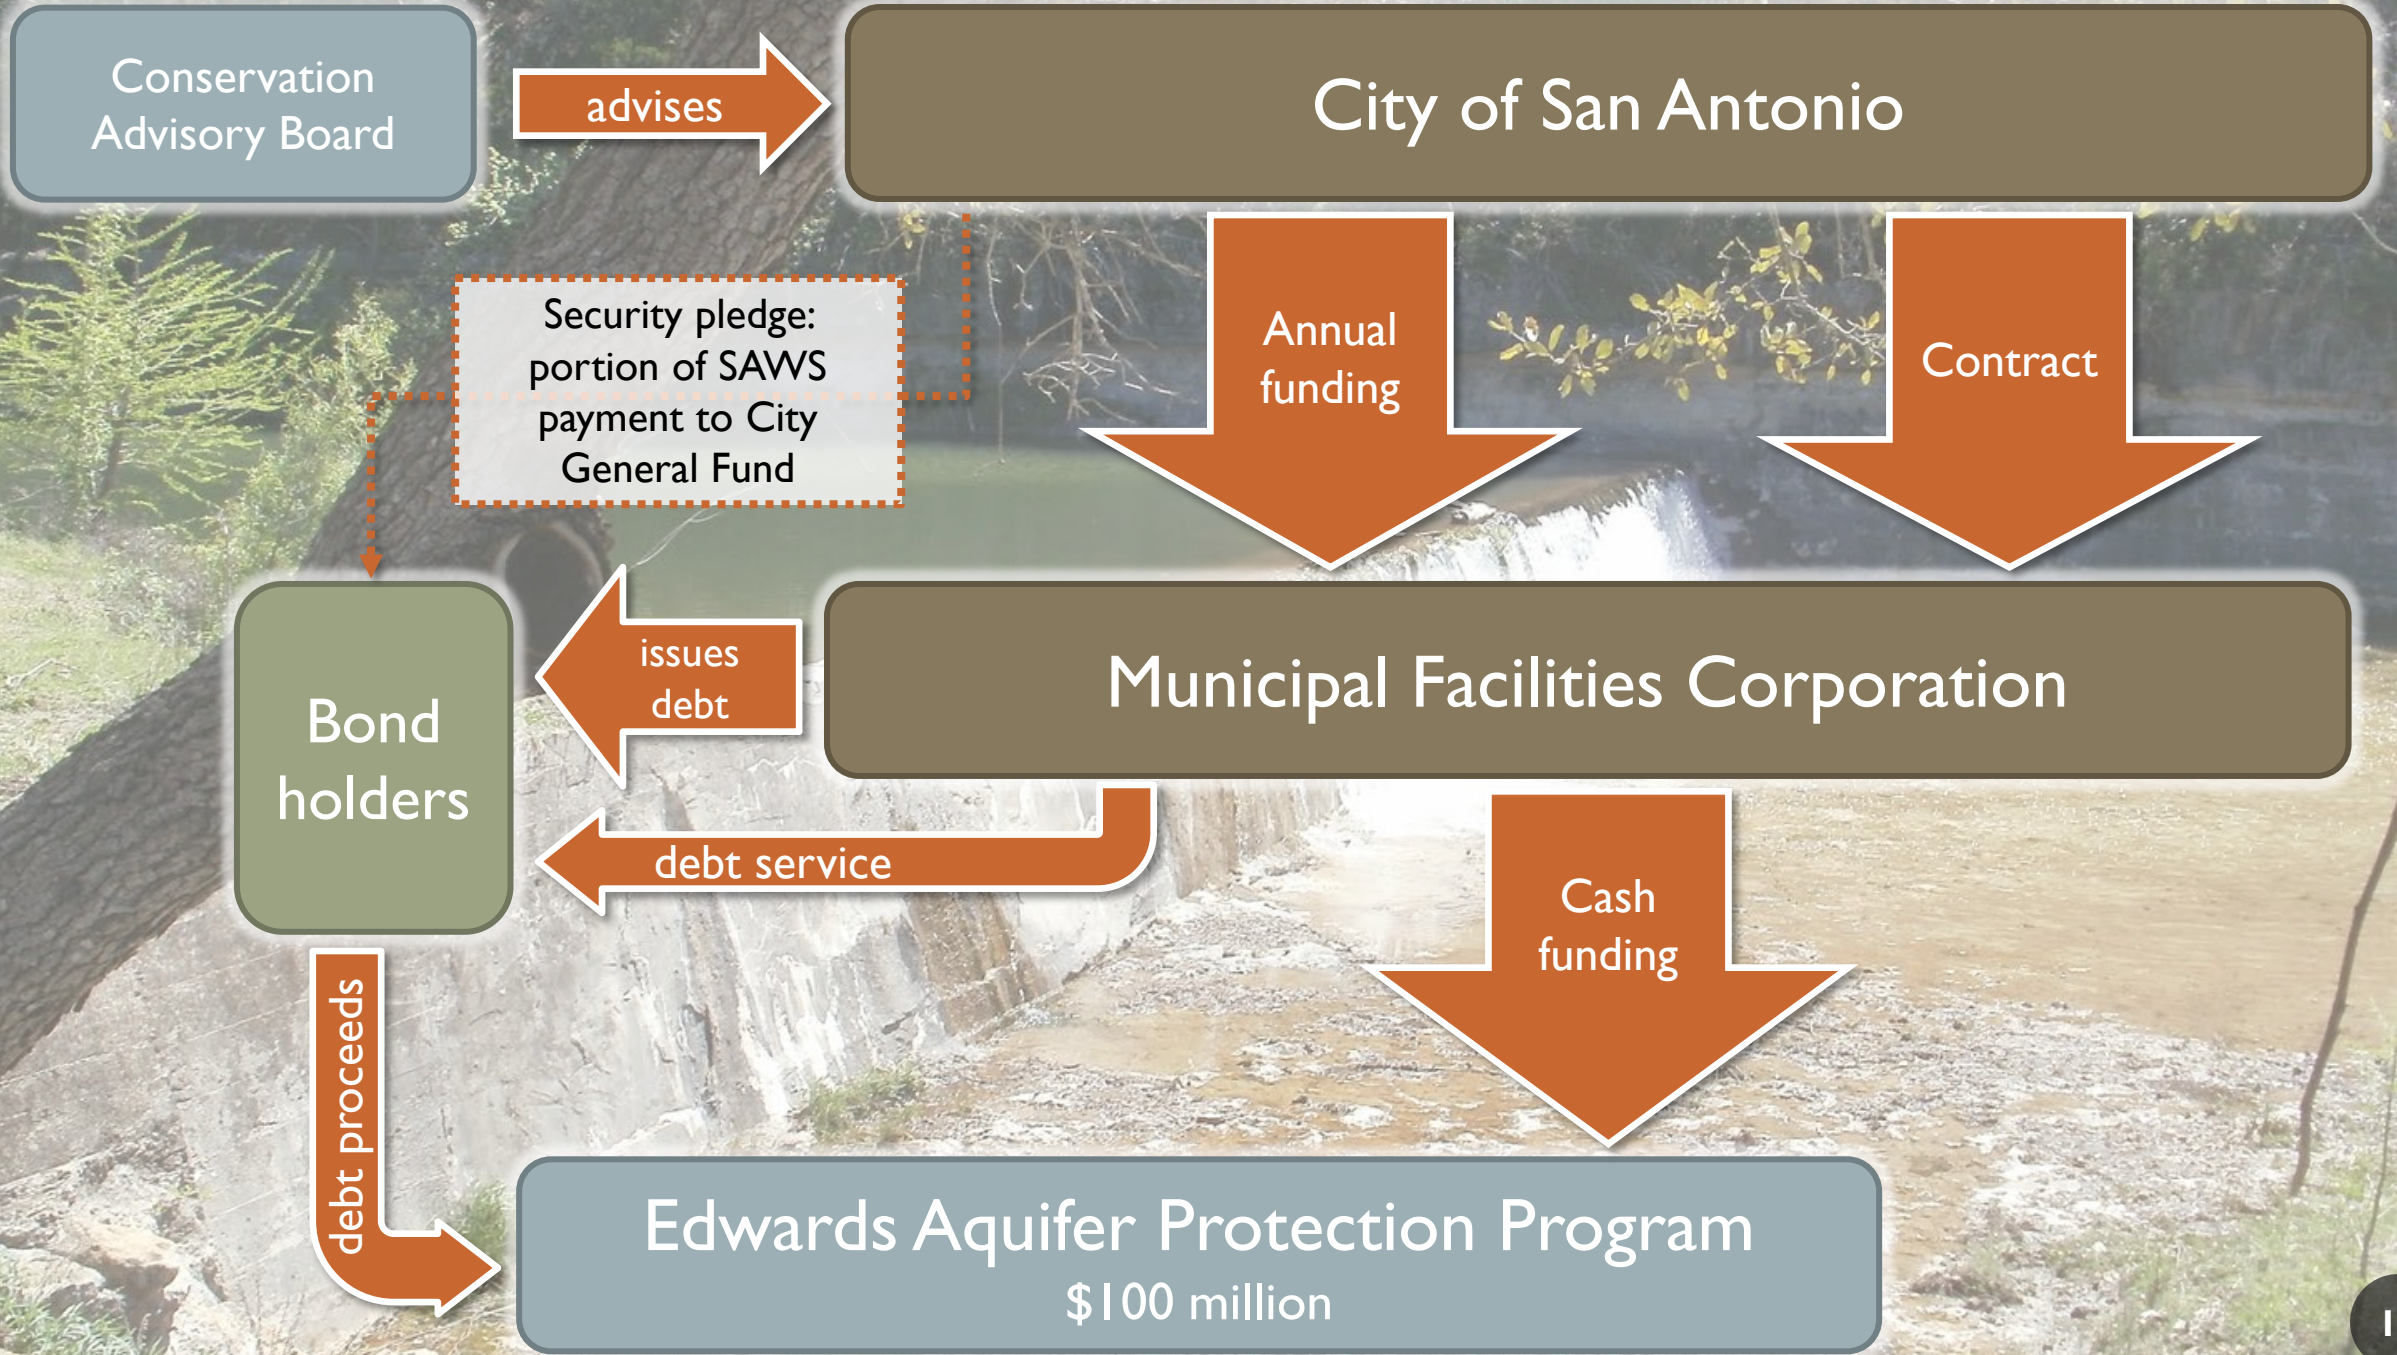 Conservation
Advisory Board
advises
City of San Antonio
Security pledge:
portion of SAWS
payment to City
General Fund
Annual
funding
Contract
Bond
holders
issues
debt
Municipal Facilities Corporation
debt service
Cash
funding
debt proceeds
Edwards Aquifer Protection Program
$100 million